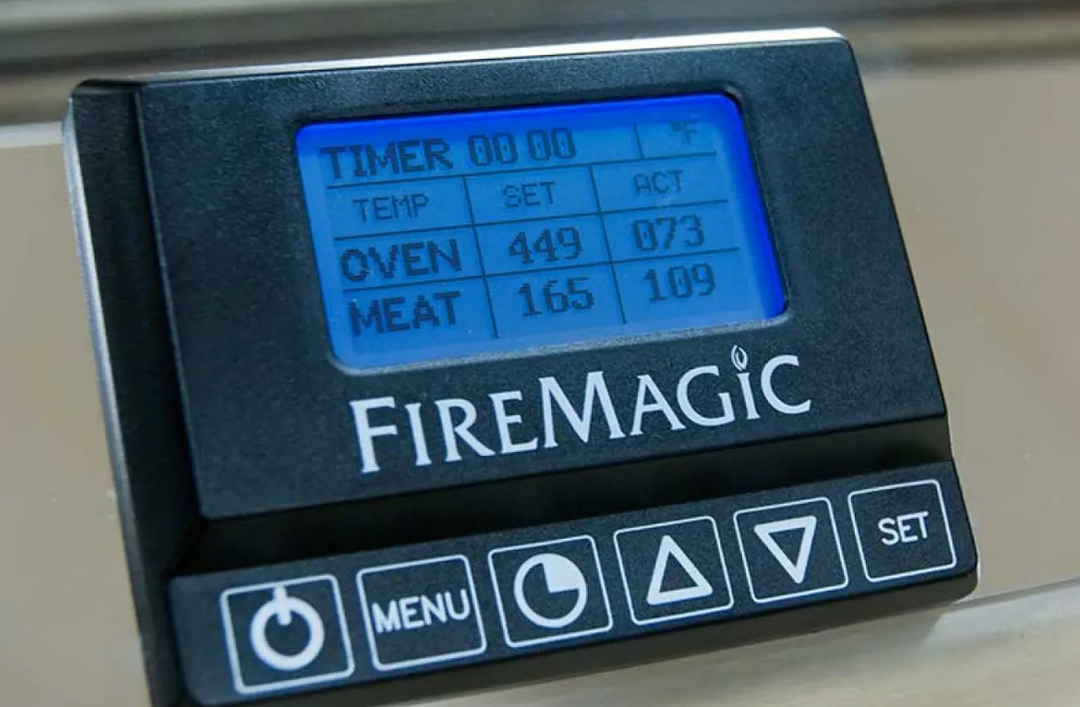 TIMER 00 00 °F
TEMP SET ACT
OVEN 449 073
MEAT 165 109
FIREMAGIC
MENU SET